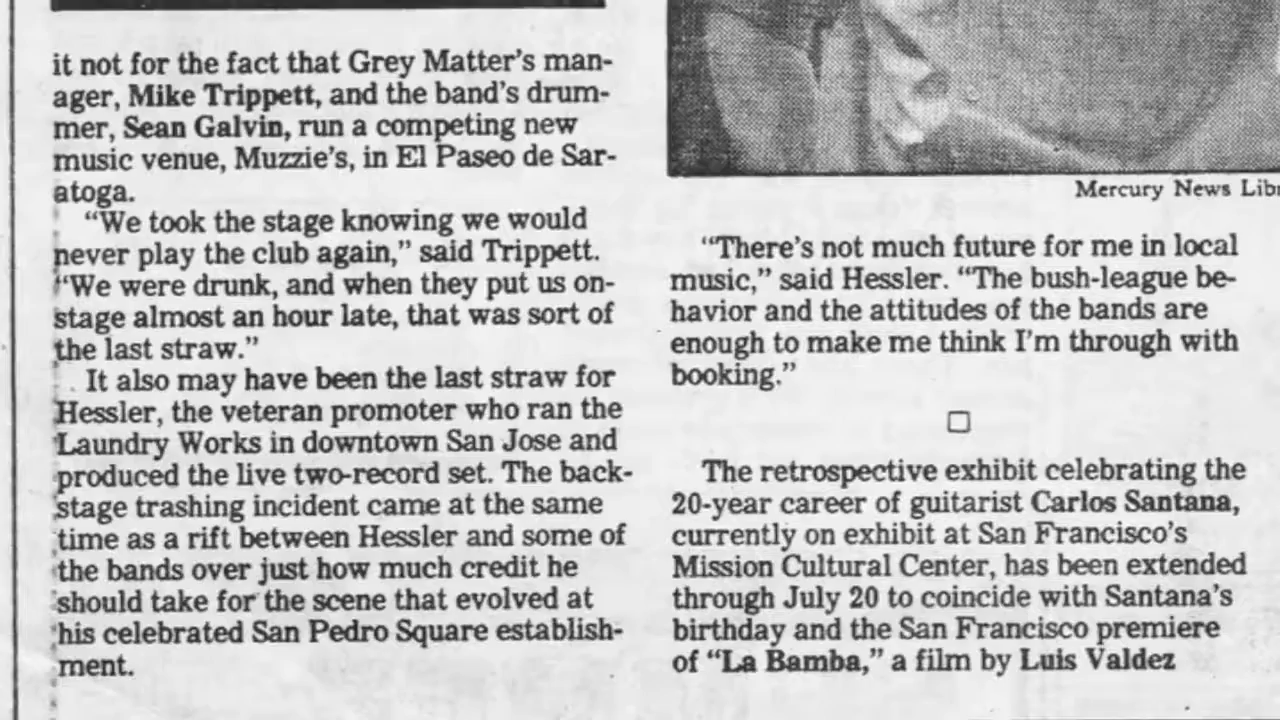 it not for the fact that Grey Matter's man-
ager, Mike Trippett, and the band's drum-
mer, Sean Galvin, run a competing new
music venue, Muzzie's, in El Paseo de Sar-
atoga.
“We took the stage knowing we would
never play the club again,” said Trippett.
“We were drunk, and when they put us on-
stage almost an hour late, that was sort of
the last straw.”
It also may have been the last straw for
Hessler, the veteran promoter who ran the
Laundry Works in downtown San Jose and
produced the live two-record set. The back-
stage trashing incident came at the same
time as a rift between Hessler and some of
the bands over just how much credit he
should take for the scene that evolved at
his celebrated San Pedro Square establish-
ment.
Mercury News Libr
“There's not much future for me in local
music,” said Hessler. “The bush-league be-
havior and the attitudes of the bands are
enough to make me think I'm through with
booking.”
The retrospective exhibit celebrating the
20-year career of guitarist Carlos Santana,
currently on exhibit at San Francisco's
Mission Cultural Center, has been extended
through July 20 to coincide with Santana's
birthday and the San Francisco premiere
of “La Bamba,” a film by Luis Valdez